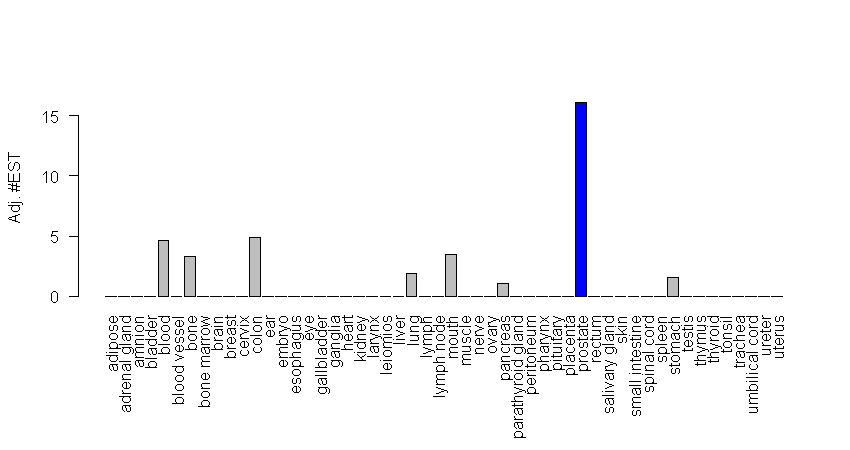 Adj. #EST
15
10
5
0
adipose
adrenal gland
amnion
bladder
blood
blood vessel
bone
bone marrow
brain
breast
cervix
colon
ear
embryo
esophagus
eye
gallbladder
ganglia
heart
kidney
larynx
leiomios
liver
lung
lymph
lymph node
mouth
muscle
nerve
ovary
pancreas
parathyroid gland
peritoneum
pharynx
pituitary
placenta
prostate
rectum
salivary gland
skin
small intestine
spinal cord
spleen
stomach
testis
thymus
thyroid
tonsil
trachea
umbilical cord
ureter
uterus